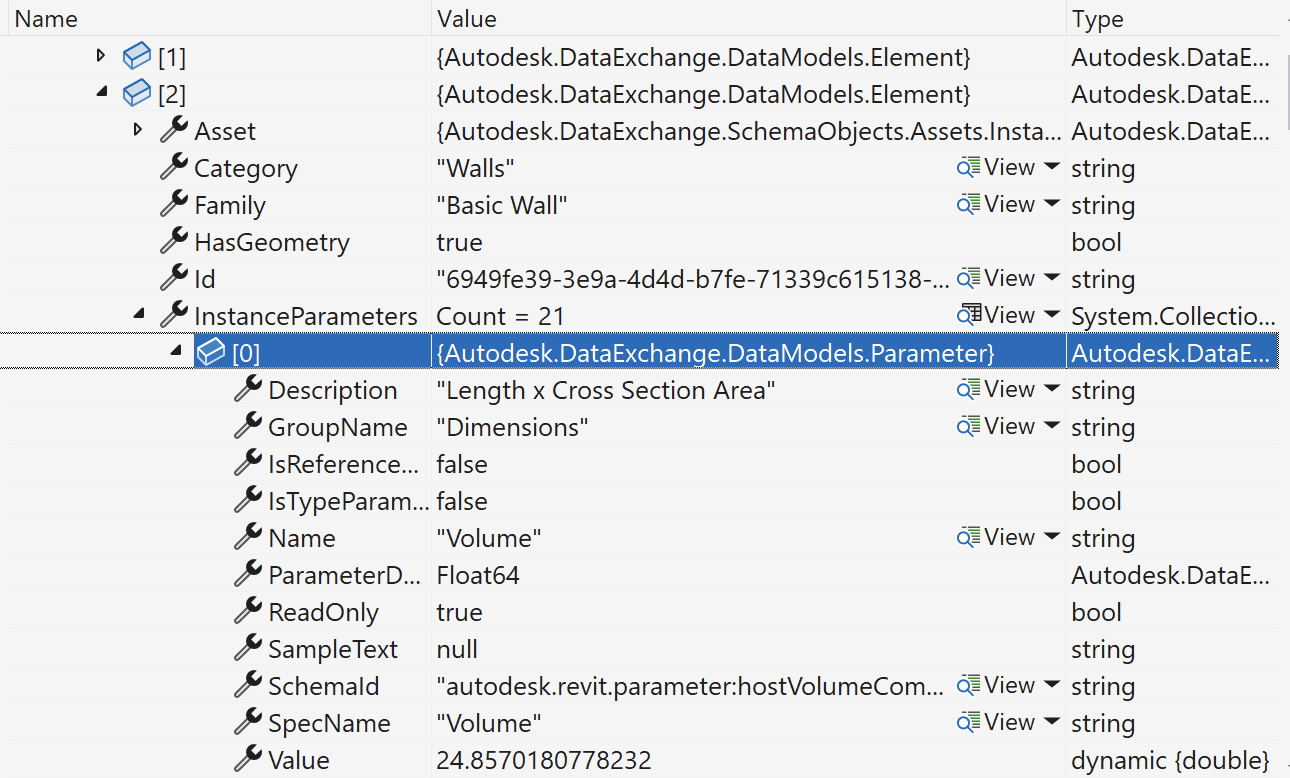 Name Value Type
[1] {Autodesk.DataExchange.DataModels.Element} Autodesk.DataE...
[2] {Autodesk.DataExchange.DataModels.Element} Autodesk.DataE...
Asset {Autodesk.DataExchange.SchemaObjects.Assets.Insta... Autodesk.DataE...
Category "Walls" View string
Family "Basic Wall" View string
HasGeometry true bool
Id "6949fe39-3e9a-4d4d-b7fe-71339c615138-... View string
InstanceParameters Count = 21 View System.Collectio...
[0] {Autodesk.DataExchange.DataModels.Parameter} Autodesk.DataE...
Description "Length x Cross Section Area" View string
GroupName "Dimensions" View string
IsReference... false bool
IsTypeParam... false bool
Name "Volume" View string
ParameterD... Float64 Autodesk.DataE...
ReadOnly true bool
SampleText null string
SchemaId "autodesk.revit.parameter:hostVolumeCom... View string
SpecName "Volume" View string
Value 24.8570180778232 dynamic {double}